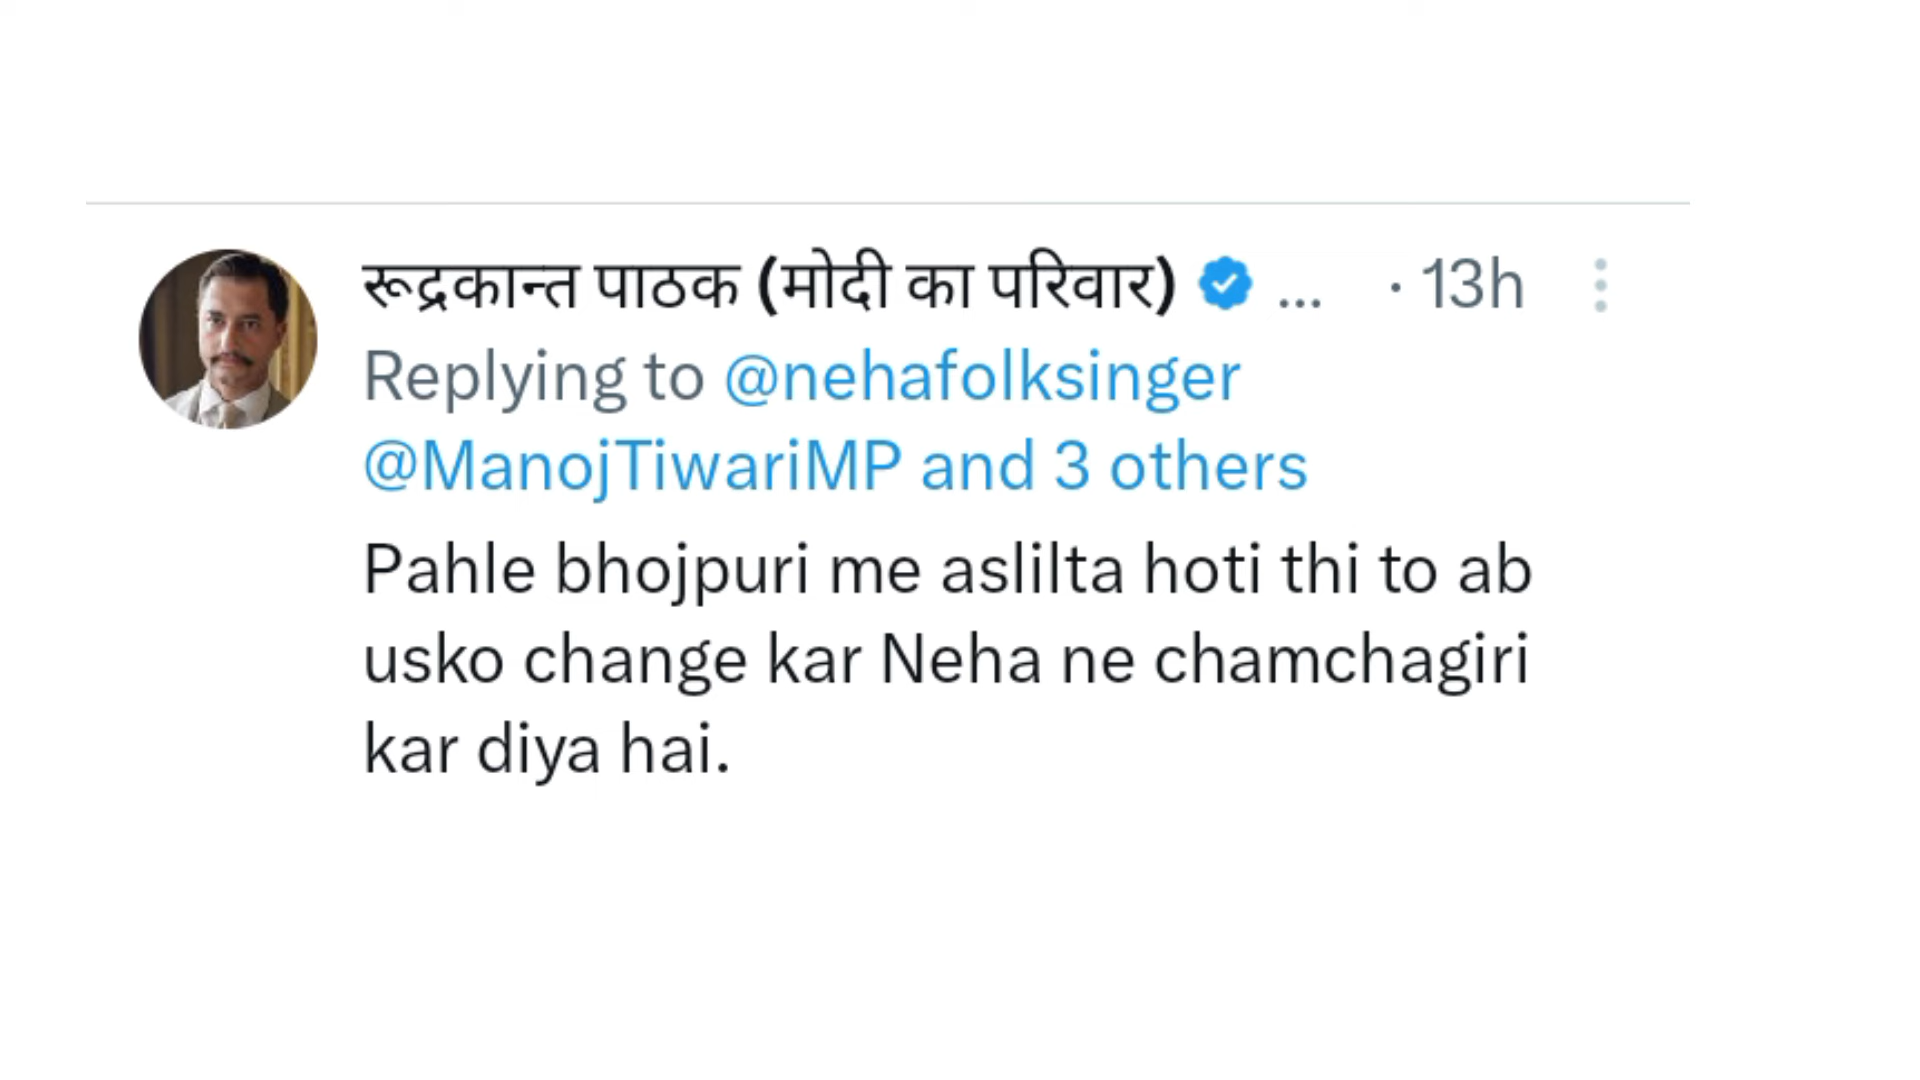 रूद्रकान्त पाठक (मोदी का परिवार) ... · 13h
Replying to @nehafolksinger
@ManojTiwariMP and 3 others
Pahle bhojpuri me aslilta hoti thi to ab
usko change kar Neha ne chamchagiri
kar diya hai.